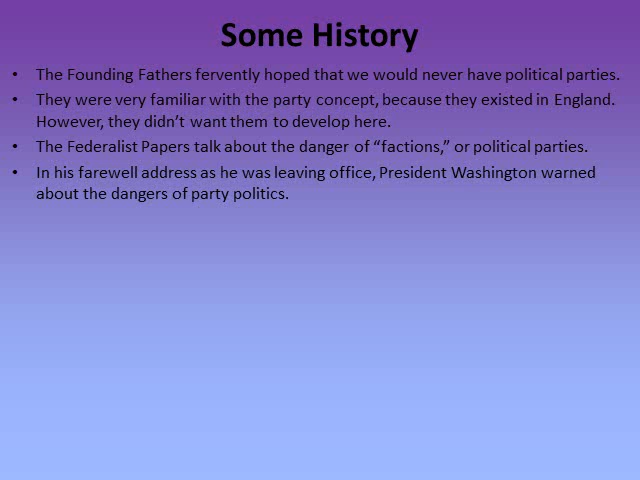 Some History
• The Founding Fathers fervently hoped that we would never have political parties.
• They were very familiar with the party concept, because they existed in England.
However, they didn’t want them to develop here.
• The Federalist Papers talk about the danger of “factions,” or political parties.
• In his farewell address as he was leaving office, President Washington warned
about the dangers of party politics.